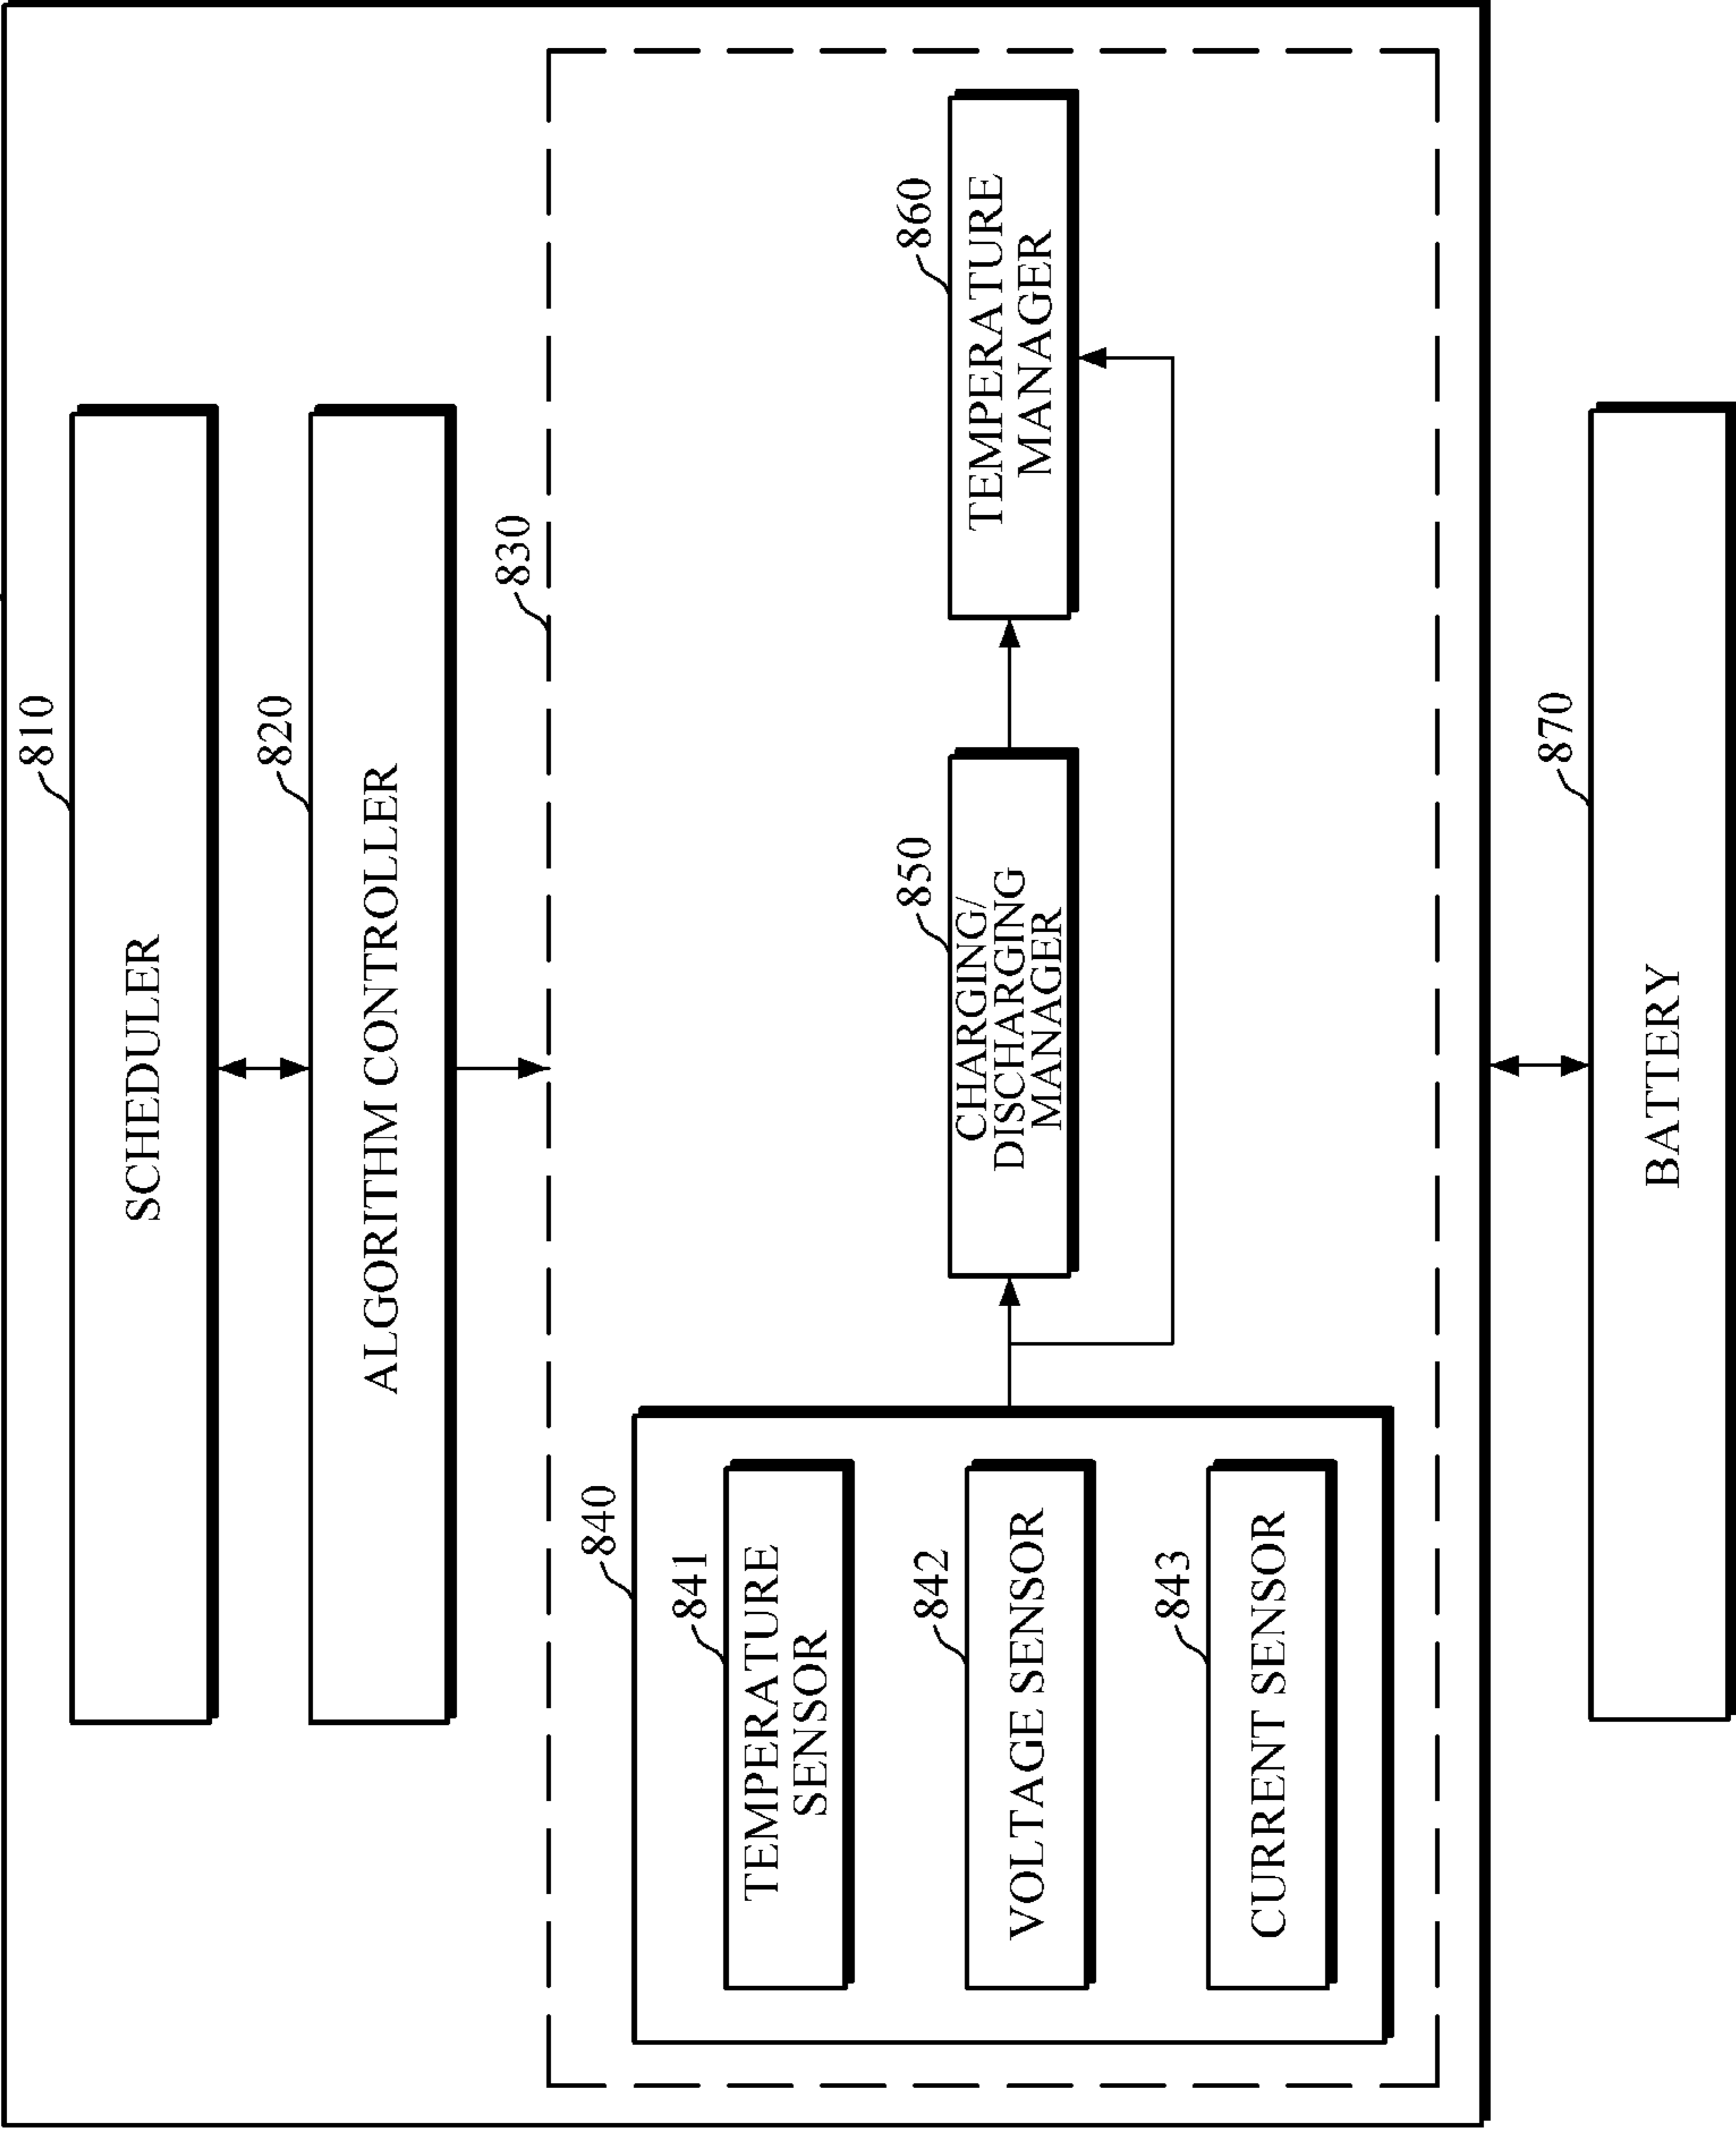 810
SCHEDULER
820
ALGORITHM CONTROLLER
830
840
841
TEMPERATURE
SENSOR
842
VOLTAGE SENSOR
843
CURRENT SENSOR
850
CHARGING/
DISCHARGING
MANAGER
860
TEMPERATURE
MANAGER
870
BATTERY